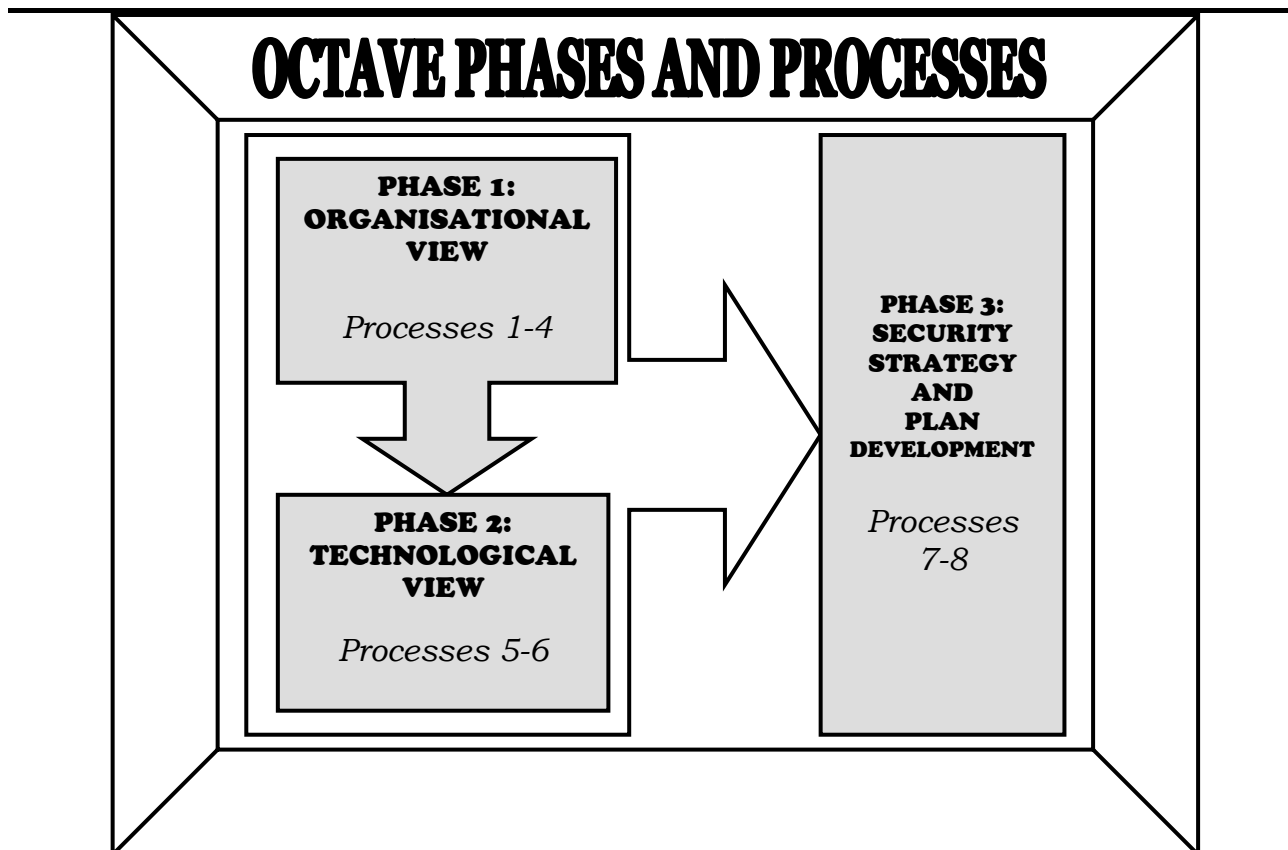 OCTAVE PHASES AND PROCESSES
PHASE 1:
ORGANISATIONAL
VIEW
Processes 1-4
PHASE 2:
TECHNOLOGICAL
VIEW
Processes 5-6
PHASE 3:
SECURITY
STRATEGY
AND
PLAN
DEVELOPMENT
Processes
7-8